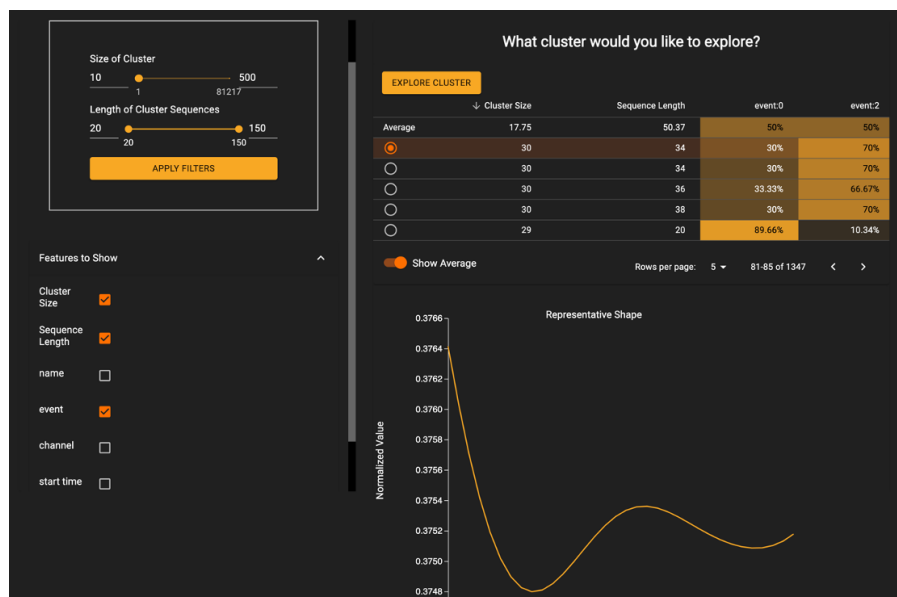 Size of Cluster
10 500
1 81217
Length of Cluster Sequences
20 150
20 150
APPLY FILTERS
Features to Show
Cluster
Size
Sequence
Length
name
event
channel
start time
What cluster would you like to explore?
EXPLORE CLUSTER
↓ Cluster Size Sequence Length event:0 event:2
Average 17.75 50.37 50% 50%
30 34 30% 70%
30 34 30% 70%
30 36 33.33% 66.67%
30 38 30% 70%
29 20 89.66% 10.34%
Show Average Rows per page: 5 81-85 of 1347
Representative Shape
Normalized Value
0.3766
0.3764
0.3762
0.3760
0.3758
0.3756
0.3754
0.3752
0.3750
0.3748